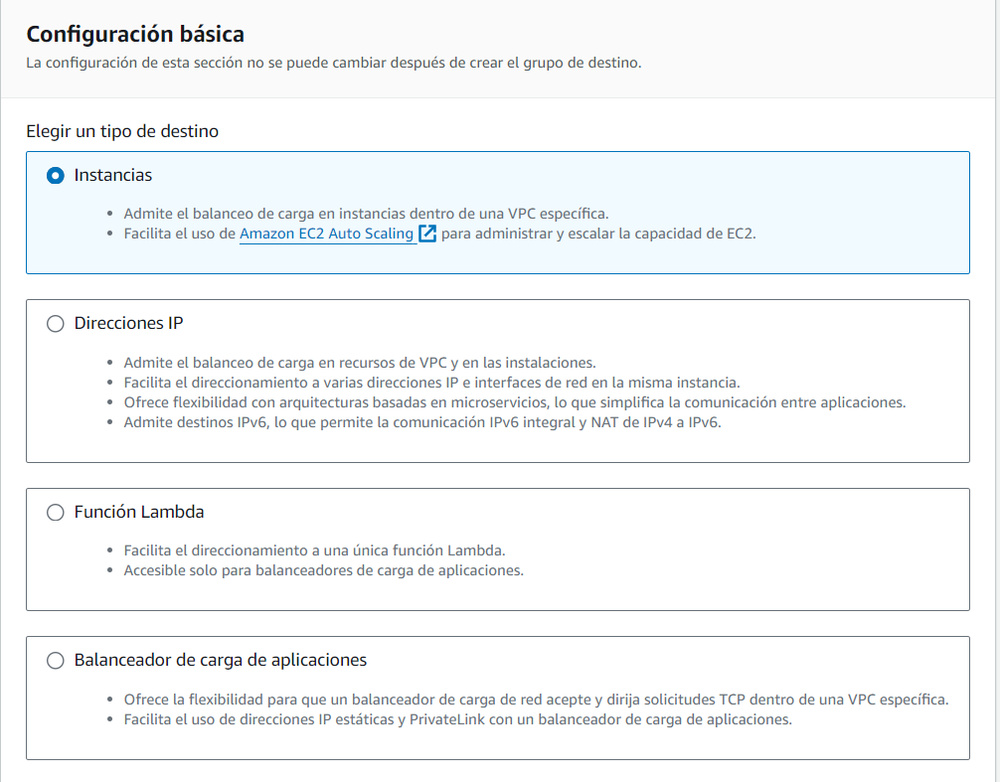 Configuración básica
La configuración de esta sección no se puede cambiar después de crear el grupo de destino.
Elegir un tipo de destino
Instancias
Admite el balanceo de carga en instancias dentro de una VPC específica.
Facilita el uso de Amazon EC2 Auto Scaling para administrar y escalar la capacidad de EC2.
Direcciones IP
Admite el balanceo de carga en recursos de VPC y en las instalaciones.
Facilita el direccionamiento a varias direcciones IP e interfaces de red en la misma instancia.
Ofrece flexibilidad con arquitecturas basadas en microservicios, lo que simplifica la comunicación entre aplicaciones.
Admite destinos IPv6, lo que permite la comunicación IPv6 integral y NAT de IPv4 a IPv6.
Función Lambda
Facilita el direccionamiento a una única función Lambda.
Accesible solo para balanceadores de carga de aplicaciones.
Balanceador de carga de aplicaciones
Ofrece la flexibilidad para que un balanceador de carga de red acepte y dirija solicitudes TCP dentro de una VPC específica.
Facilita el uso de direcciones IP estáticas y PrivateLink con un balanceador de carga de aplicaciones.